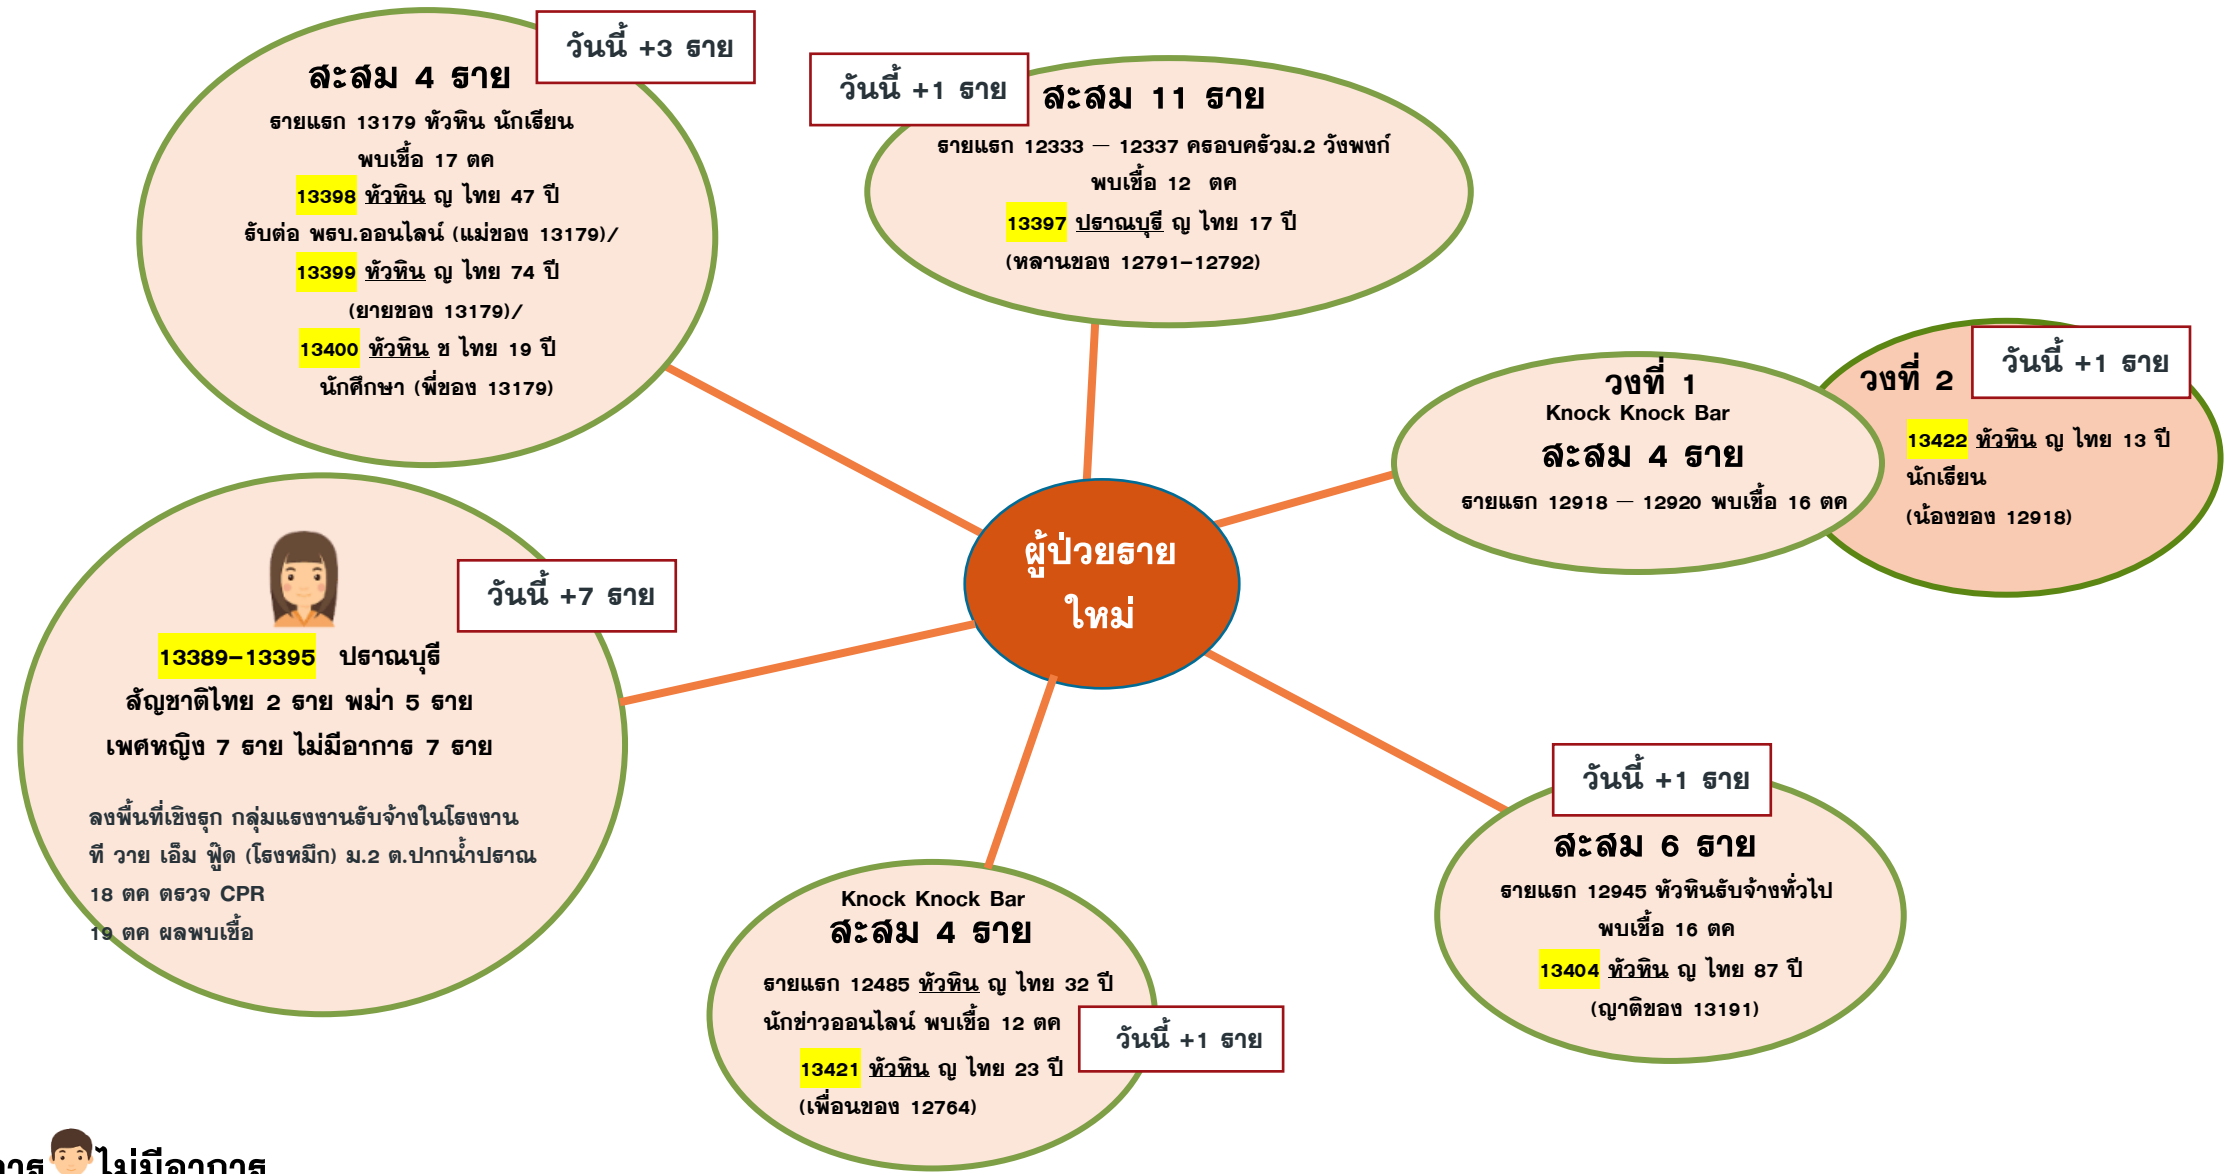 วันนี้ +3 ราย
สะสม 4 ราย
รายแรก 13179 หัวหิน นักเรียน
พบเชื้อ 17 ตค
13398 หัวหิน ญ ไทย 47 ปี
รับต่อ พรบ.ออนไลน์ (แม่ของ 13179)/
13399 หัวหิน ญ ไทย 74 ปี
(ยายของ 13179)/
13400 หัวหิน ช ไทย 19 ปี
นักศึกษา (พี่ของ 13179)
วันนี้ +1 ราย
สะสม 11 ราย
รายแรก 12333 – 12337 ครอบครัวม.2 วังพงก์
พบเชื้อ 12 ตค
13397 ปราณบุรี ญ ไทย 17 ปี
(หลานของ 12791-12792)
วงที่ 1
Knock Knock Bar
สะสม 4 ราย
รายแรก 12918 – 12920 พบเชื้อ 16 ตค
วันนี้ +1 ราย
วงที่ 2
13422 หัวหิน ญ ไทย 13 ปี
นักเรียน
(น้องของ 12918)
ผู้ป่วยราย
ใหม่
วันนี้ +7 ราย
13389-13395 ปราณบุรี
สัญชาติไทย 2 ราย พม่า 5 ราย
เพศหญิง 7 ราย ไม่มีอาการ 7 ราย
ลงพื้นที่เชิงรุก กลุ่มแรงงานรับจ้างในโรงงาน
ที วาย เอ็ม ฟู๊ด (โรงหมึก) ม.2 ต.ปากน้ำปราณ
18 ตค ตรวจ CPR
19 ตค ผลพบเชื้อ
Knock Knock Bar
สะสม 4 ราย
รายแรก 12485 หัวหิน ญ ไทย 32 ปี
นักข่าวออนไลน์ พบเชื้อ 12 ตค
วันนี้ +1 ราย
13421 หัวหิน ญ ไทย 23 ปี
(เพื่อนของ 12764)
วันนี้ +1 ราย
สะสม 6 ราย
รายแรก 12945 หัวหินรับจ้างทั่วไป
พบเชื้อ 16 ตค
13404 หัวหิน ญ ไทย 87 ปี
(ญาติของ 13191)
ไม่มีอาการ